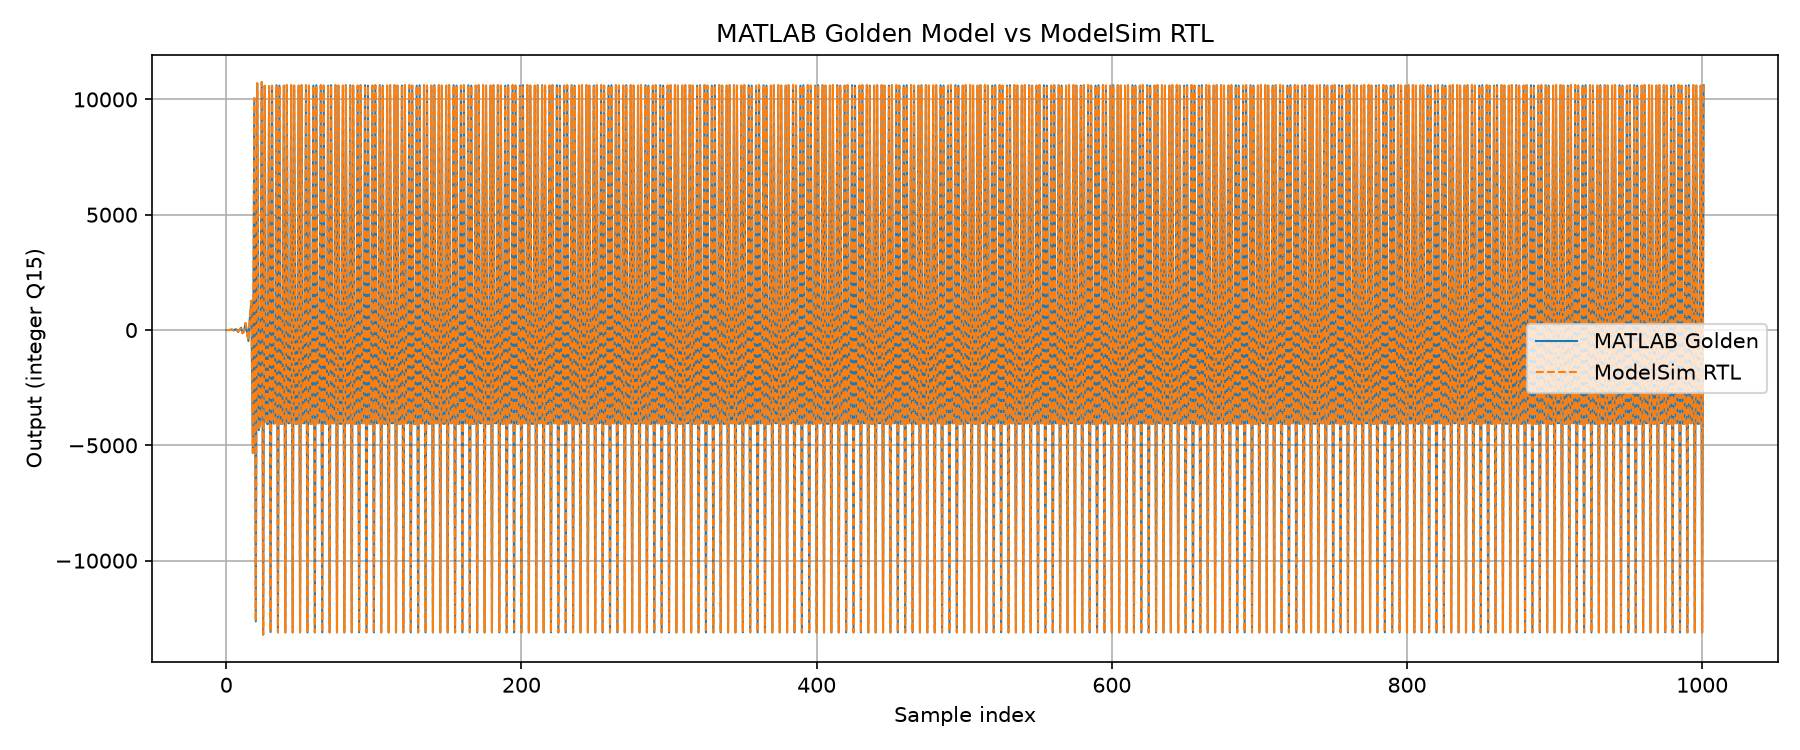 MATLAB Golden Model vs ModelSim RTL
Output (integer Q15)
10000
5000
0
−5000
−10000
MATLAB Golden
ModelSim RTL
0
200
400
600
800
1000
Sample index